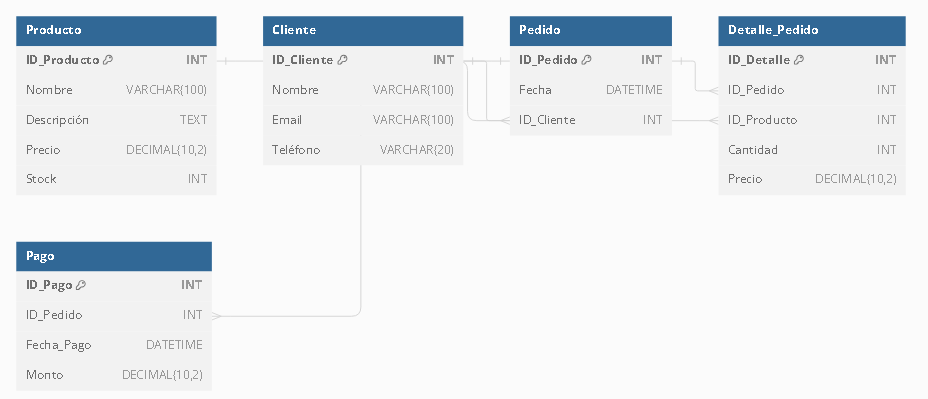 Producto
ID_Producto INT
Nombre VARCHAR(100)
Descripción TEXT
Precio DECIMAL(10,2)
Stock INT
Cliente
ID_Cliente INT
Nombre VARCHAR(100)
Email VARCHAR(100)
Teléfono VARCHAR(20)
Pedido
ID_Pedido INT
Fecha DATETIME
ID_Cliente INT
Detalle_Pedido
ID_Detalle INT
ID_Pedido INT
ID_Producto INT
Cantidad INT
Precio DECIMAL(10,2)
Pago
ID_Pago INT
ID_Pedido INT
Fecha_Pago DATETIME
Monto DECIMAL(10,2)